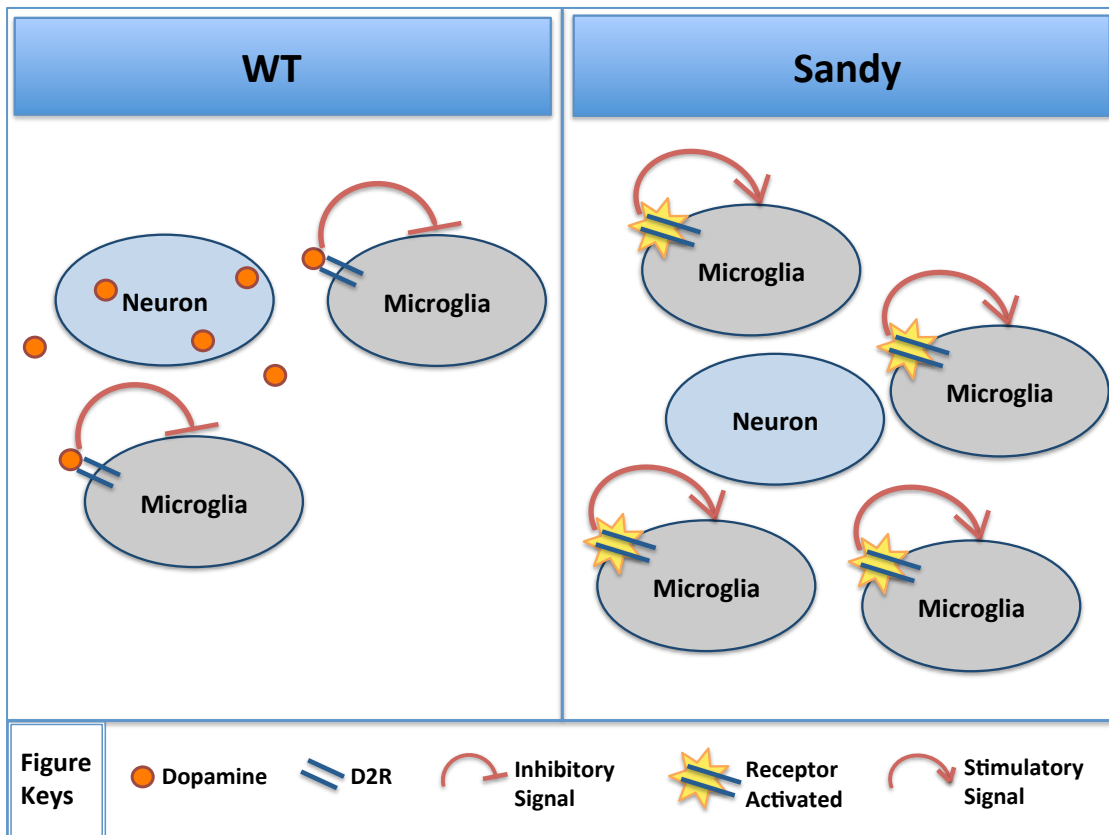 WT
Sandy
Neuron
Microglia
Microglia
Microglia
Microglia
Neuron
Microglia
Microglia
Figure
Keys
Dopamine
D2R
Inhibitory
Signal
Receptor
Activated
Stimulatory
Signal